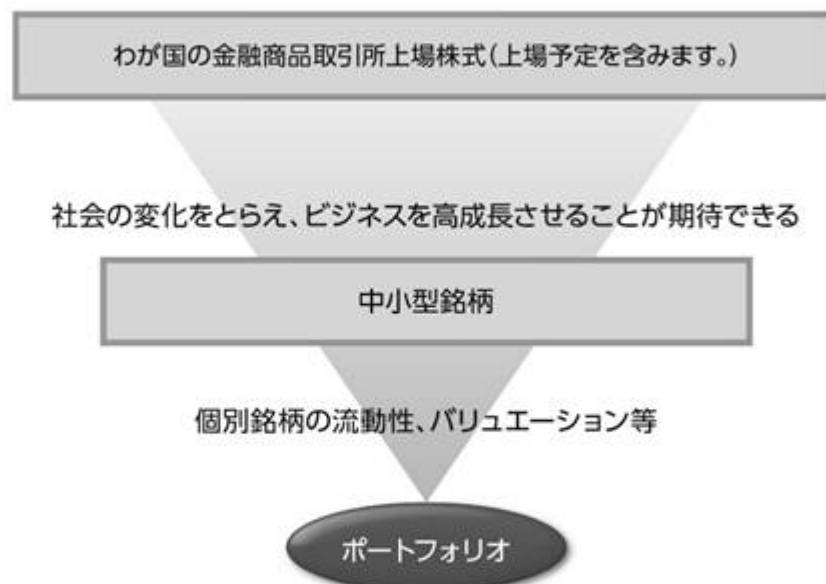 わが国の金融商品取引所上場株式(上場予定を含みます。)
社会の変化をとらえ、ビジネスを高成長させることが期待できる
中小型銘柄
個別銘柄の流動性、バリュエーション等
ポートフォリオ